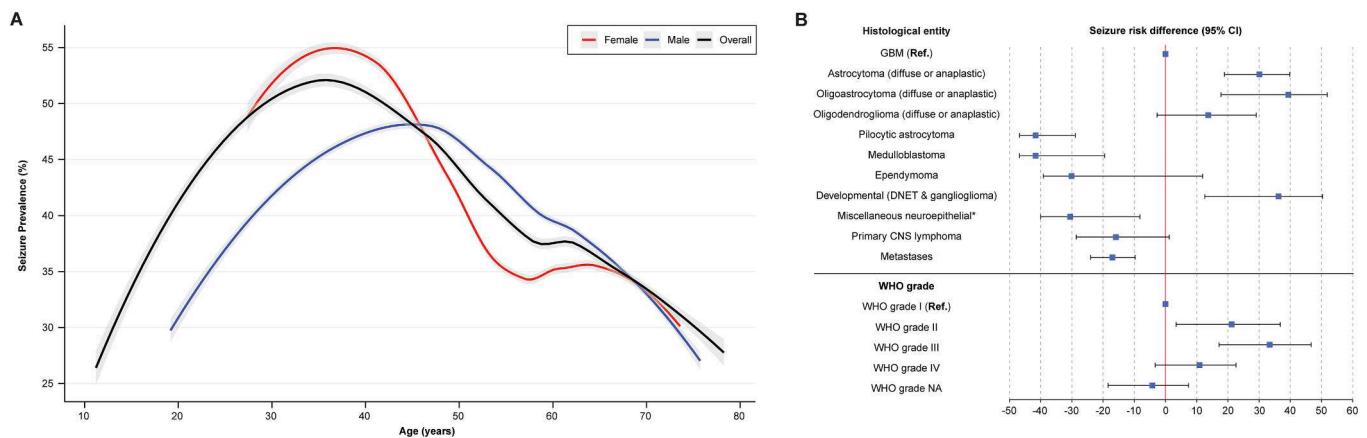 A
Female Male Overall
Seizure Prevalence (%)
55
50
45
40
35
30
25
10 20 30 40 50 60 70 80
Age (years)
B
Histological entity Seizure risk difference (95% CI)
GBM (Ref.)
Astrocytoma (diffuse or anaplastic)
Oligoastrocytoma (diffuse or anaplastic)
Oligodendroglioma (diffuse or anaplastic)
Pilocytic astrocytoma
Medulloblastoma
Ependymoma
Developmental (DNET & ganglioglioma)
Miscellaneous neuroepithelial*
Primary CNS lymphoma
Metastases
WHO grade
WHO grade I (Ref.)
WHO grade II
WHO grade III
WHO grade IV
WHO grade NA
-50 -40 -30 -20 -10 0 10 20 30 40 50 60